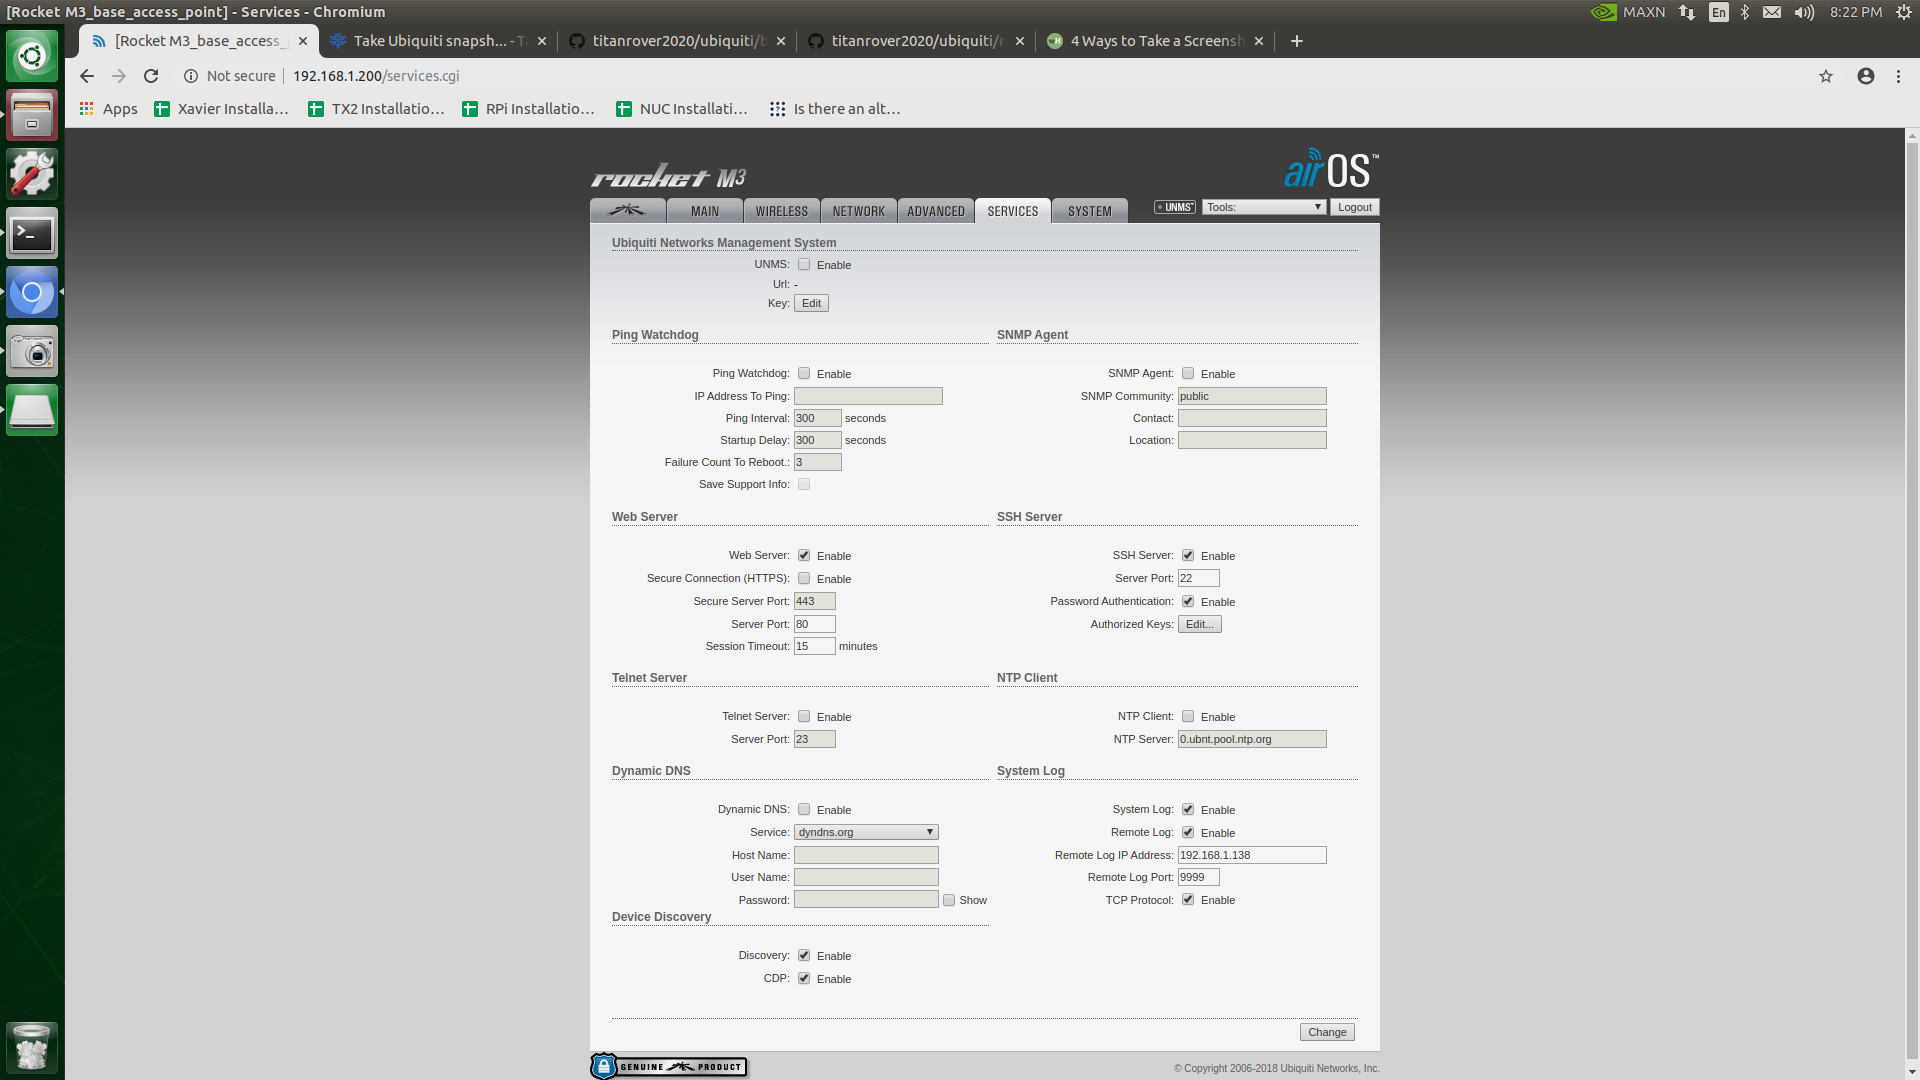 [Rocket M3_base_access_point] - Services - Chromium
MAXN En 8:22 PM
[Rocket M3_base_access_ Take Ubiquiti snapsh... - T titanrover2020/ubiquiti/b titanrover2020/ubiquiti/r 4 Ways to Take a Screensh
Not secure 192.168.1.200/services.cgi
Apps Xavier Installa... TX2 Installatio... RPi Installatio... NUC Installati... Is there an alt...
rocket M3 airOS™
MAIN WIRELESS NETWORK ADVANCED SERVICES SYSTEM UNMS Tools: Logout
Ubiquiti Networks Management System
UNMS: Enable
Url: -
Key: Edit
Ping Watchdog
Ping Watchdog: Enable
IP Address To Ping:
Ping Interval: 300 seconds
Startup Delay: 300 seconds
Failure Count To Reboot.: 3
Save Support Info:
SNMP Agent
SNMP Agent: Enable
SNMP Community: public
Contact:
Location:
Web Server
Web Server: Enable
Secure Connection (HTTPS): Enable
Secure Server Port: 443
Server Port: 80
Session Timeout: 15 minutes
SSH Server
SSH Server: Enable
Server Port: 22
Password Authentication: Enable
Authorized Keys: Edit...
Telnet Server
Telnet Server: Enable
Server Port: 23
NTP Client
NTP Client: Enable
NTP Server: 0.ubnt.pool.ntp.org
Dynamic DNS
Dynamic DNS: Enable
Service: dyndns.org
Host Name:
User Name:
Password: Show
System Log
System Log: Enable
Remote Log: Enable
Remote Log IP Address: 192.168.1.138
Remote Log Port: 9999
TCP Protocol: Enable
Device Discovery
Discovery: Enable
CDP: Enable
Change
GENUINE PRODUCT
© Copyright 2006-2018 Ubiquiti Networks, Inc.